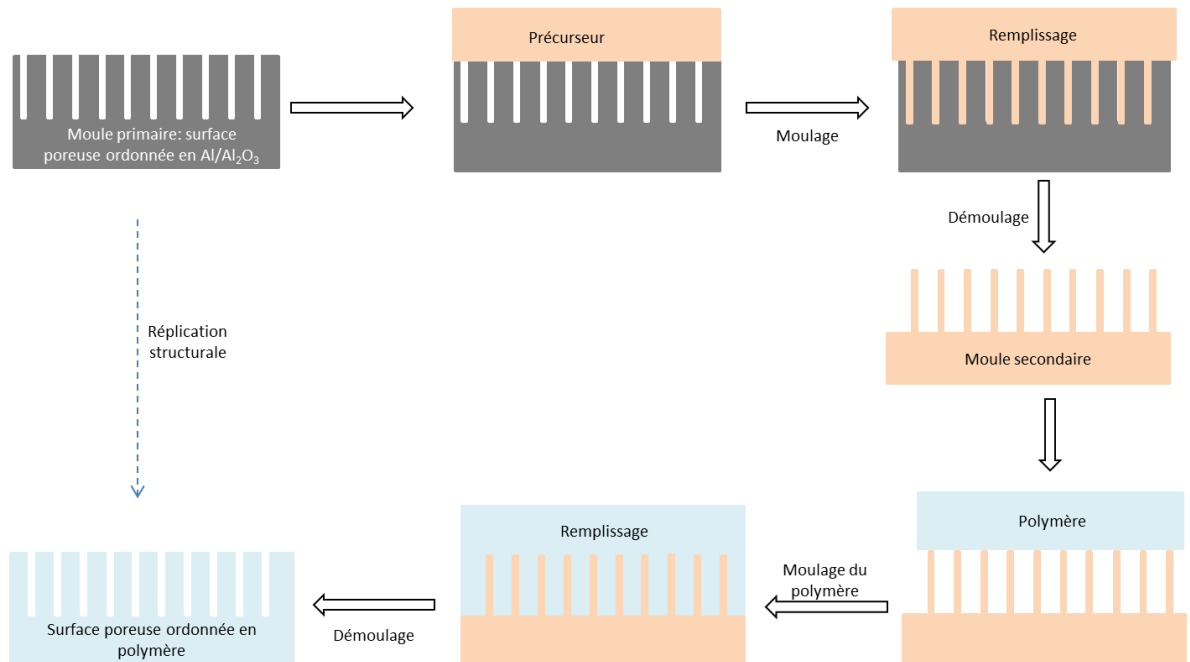 Précurseur
Remplissage
Moule primaire: surface
poreuse ordonnée en Al/Al₂O₃
Moulage
Démoulage
Réplication
structurale
Moule secondaire
Polymère
Remplissage
Moulage du
polymère
Surface poreuse ordonnée en
polymère
Démoulage